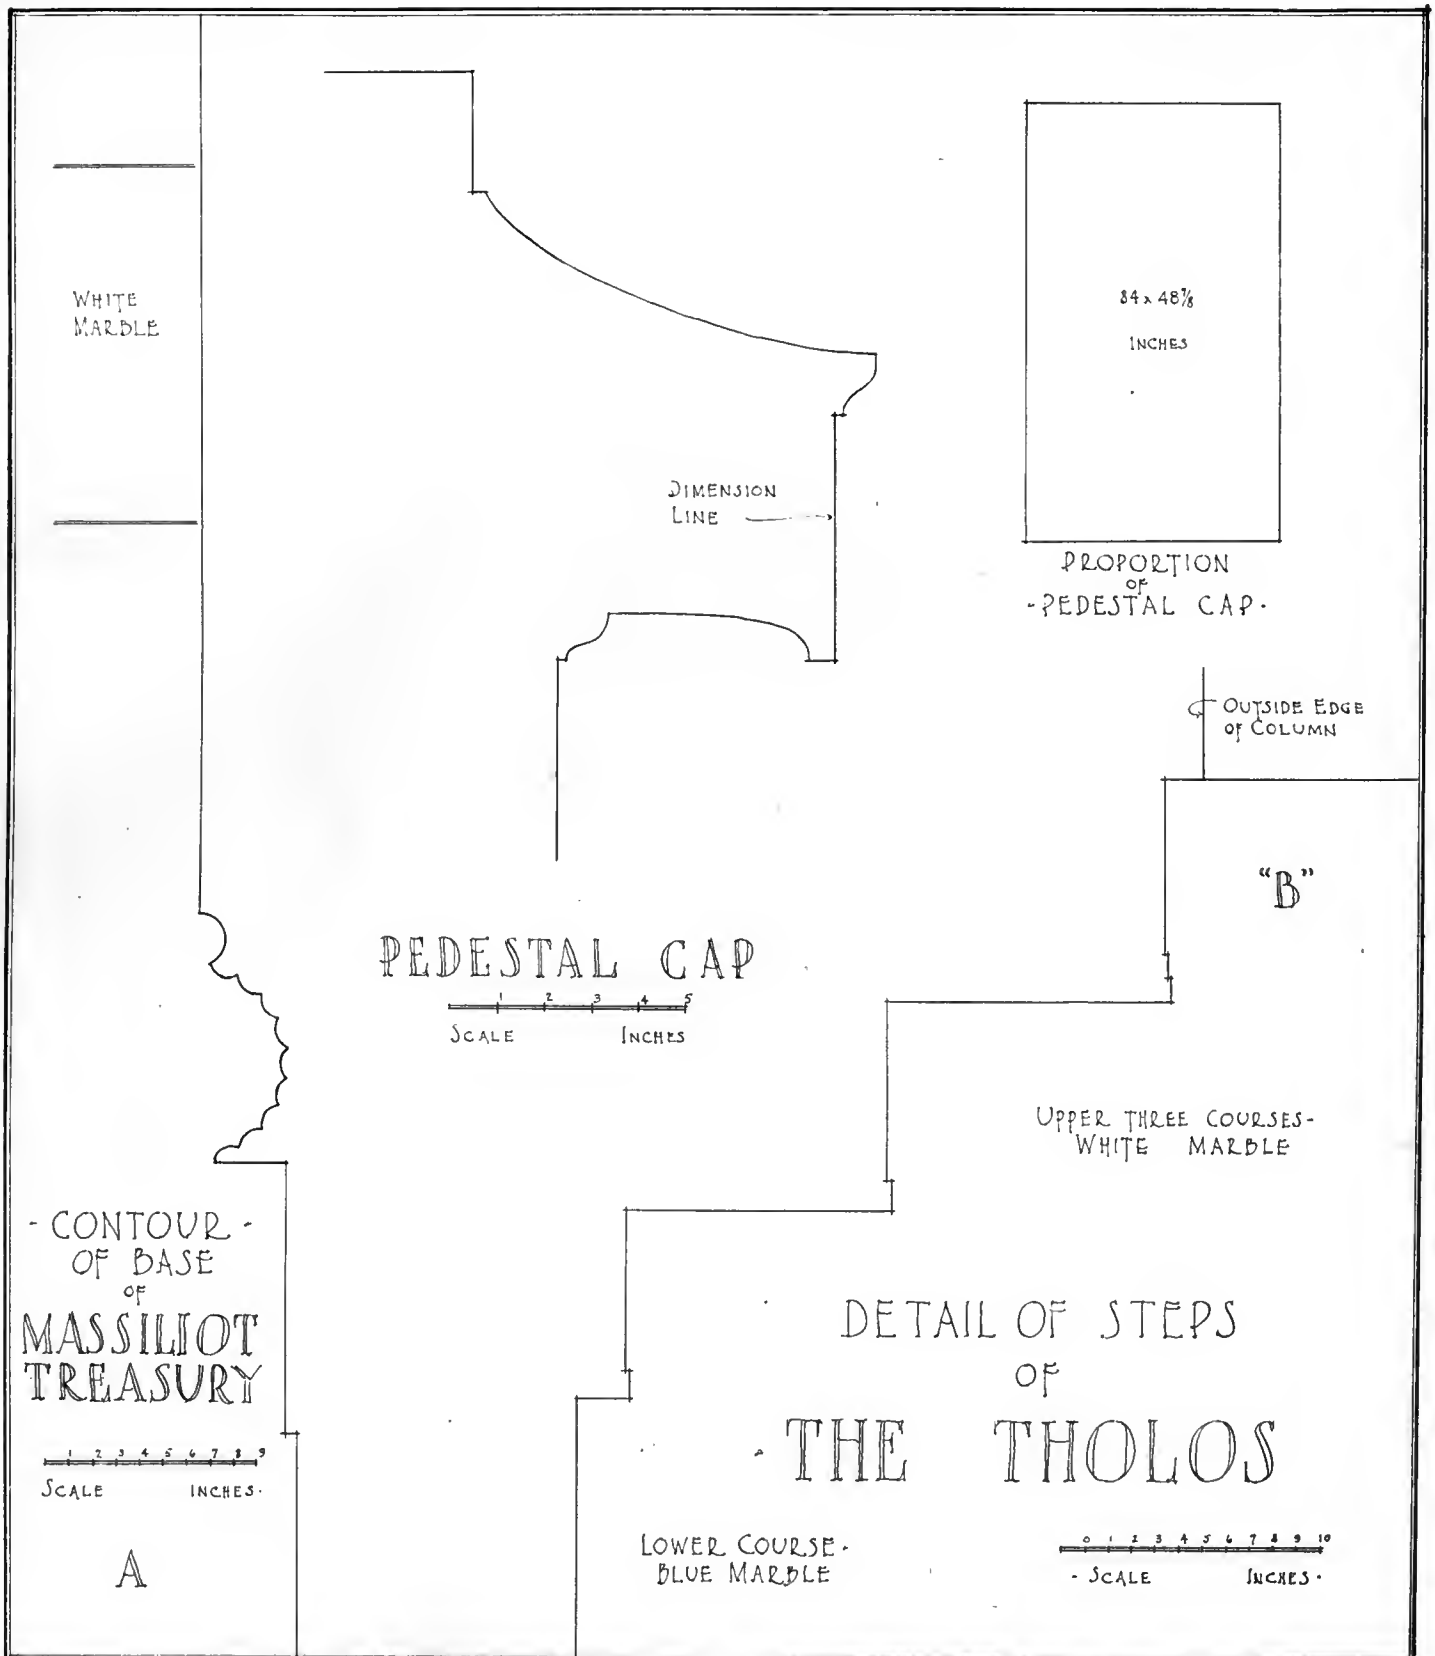 WHITE
MARBLE
84 x 48⅞
INCHES
DIMENSION
LINE
PROPORTION
OF
-PEDESTAL CAP-
OUTSIDE EDGE
OF COLUMN
"B"
PEDESTAL CAP
1 2 3 4 5
SCALE INCHES
UPPER THREE COURSES-
WHITE MARBLE
- CONTOUR -
OF BASE
OF
MASSILIOT
TREASURY
1 2 3 4 5 6 7 8 9
SCALE INCHES.
A
DETAIL OF STEPS
OF
THE THOLOS
LOWER COURSE-
BLUE MARBLE
0 1 2 3 4 5 6 7 8 9 10
- SCALE INCHES -